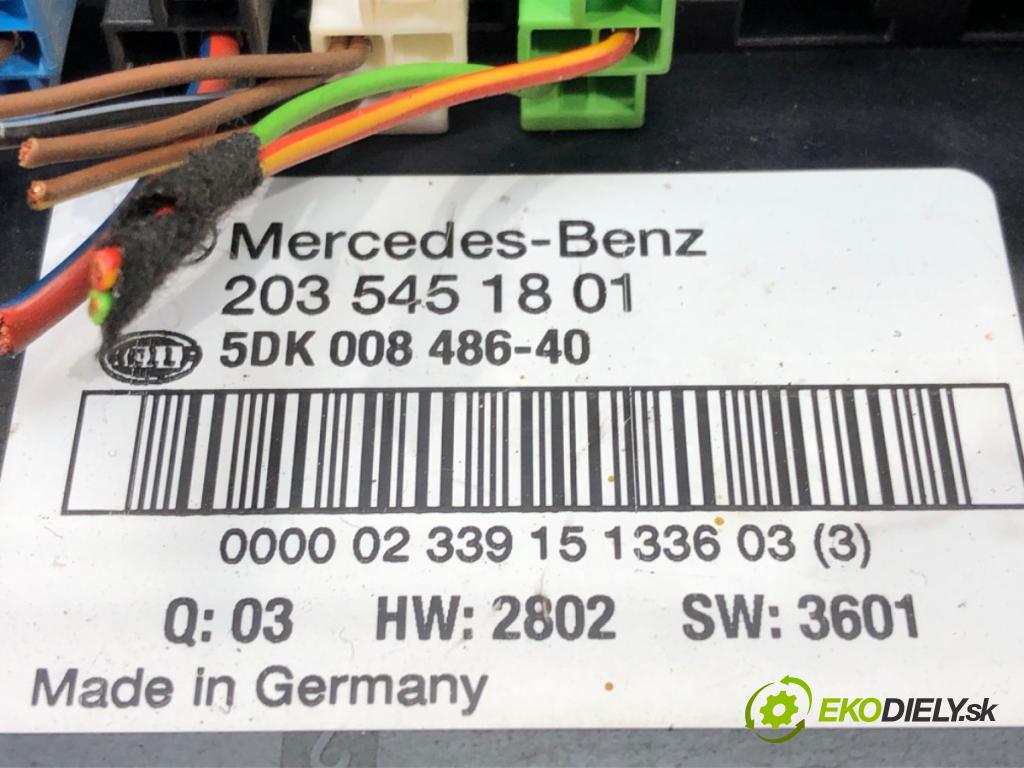 Mercedes-Benz
203 545 18 01
HELLA 5DK 008 486-40
0000 02 339 15 1336 03 (3)
Q: 03 HW: 2802 SW: 3601
Made in Germany
EKODIELY.sk